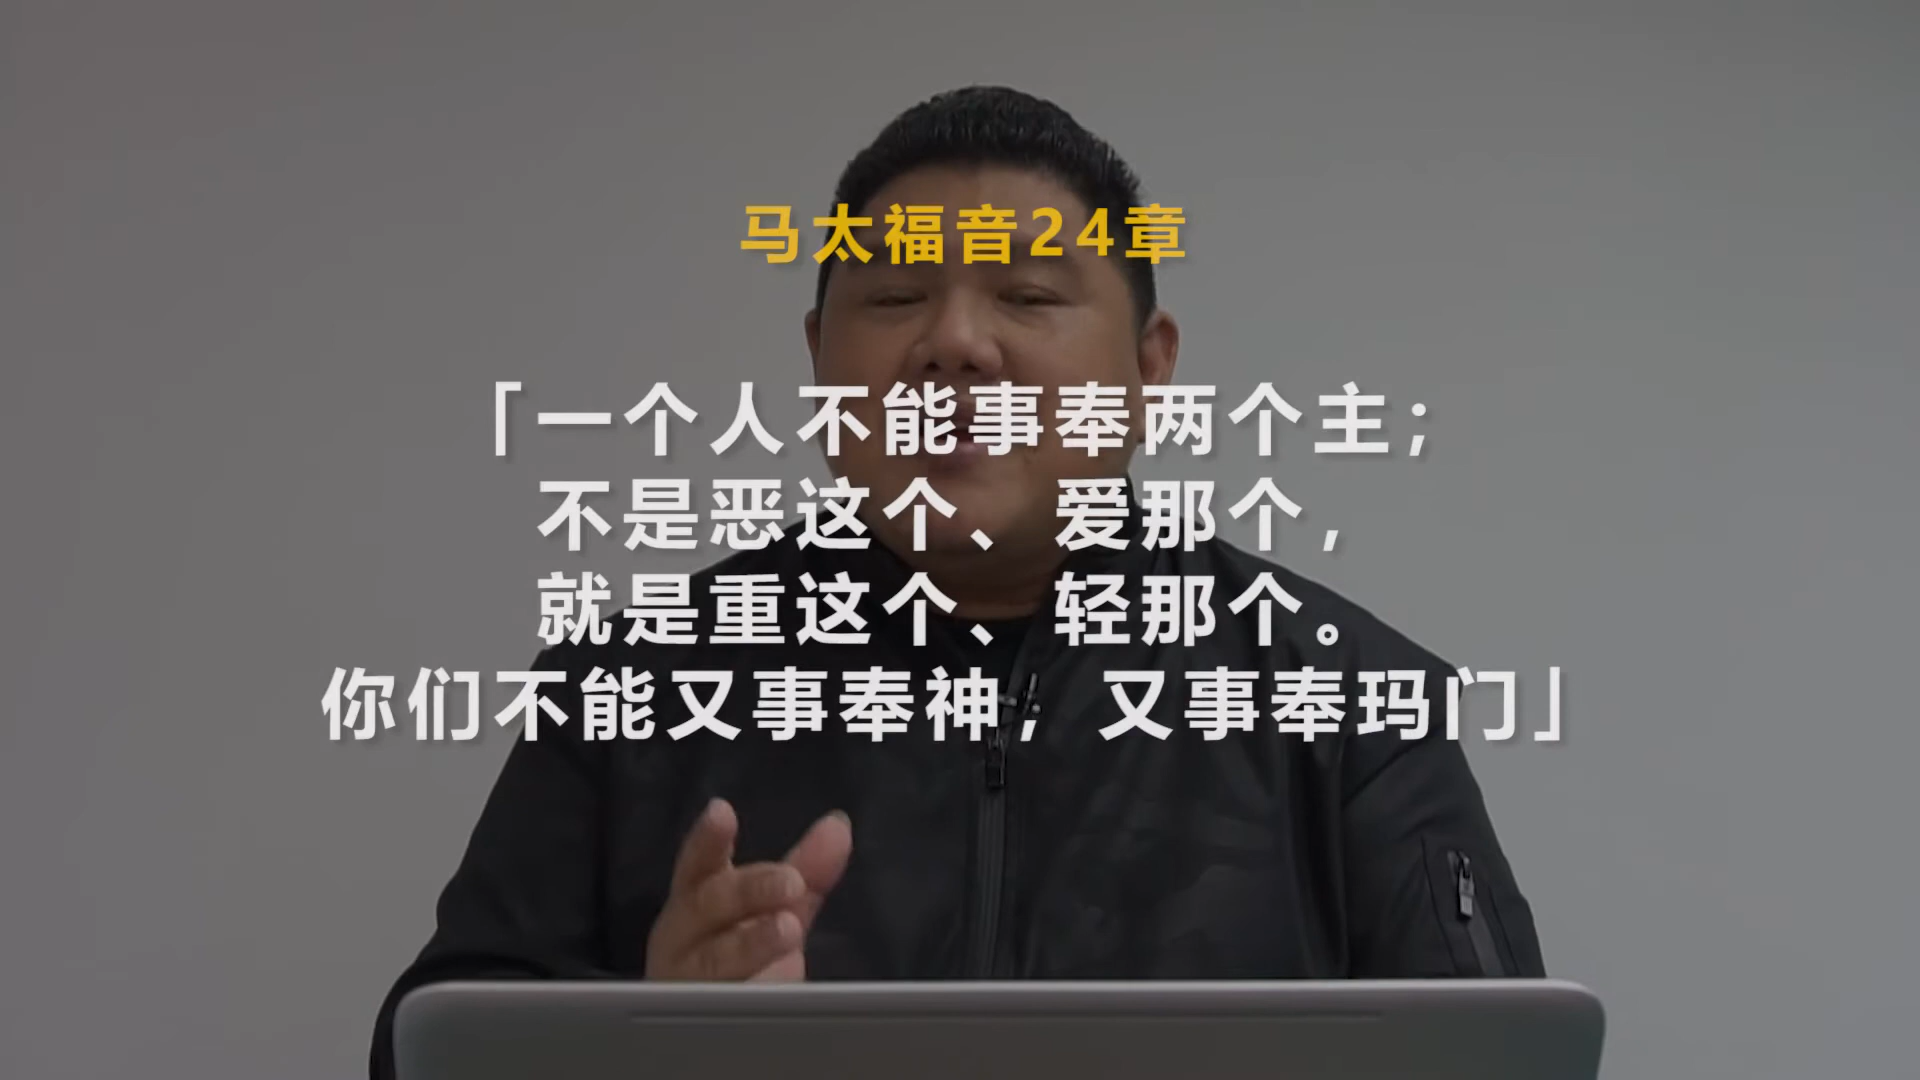 马太福音24章
「一个人不能事奉两个主；
不是恶这个、爱那个，
就是重这个、轻那个。
你们不能又事奉神，又事奉玛门」